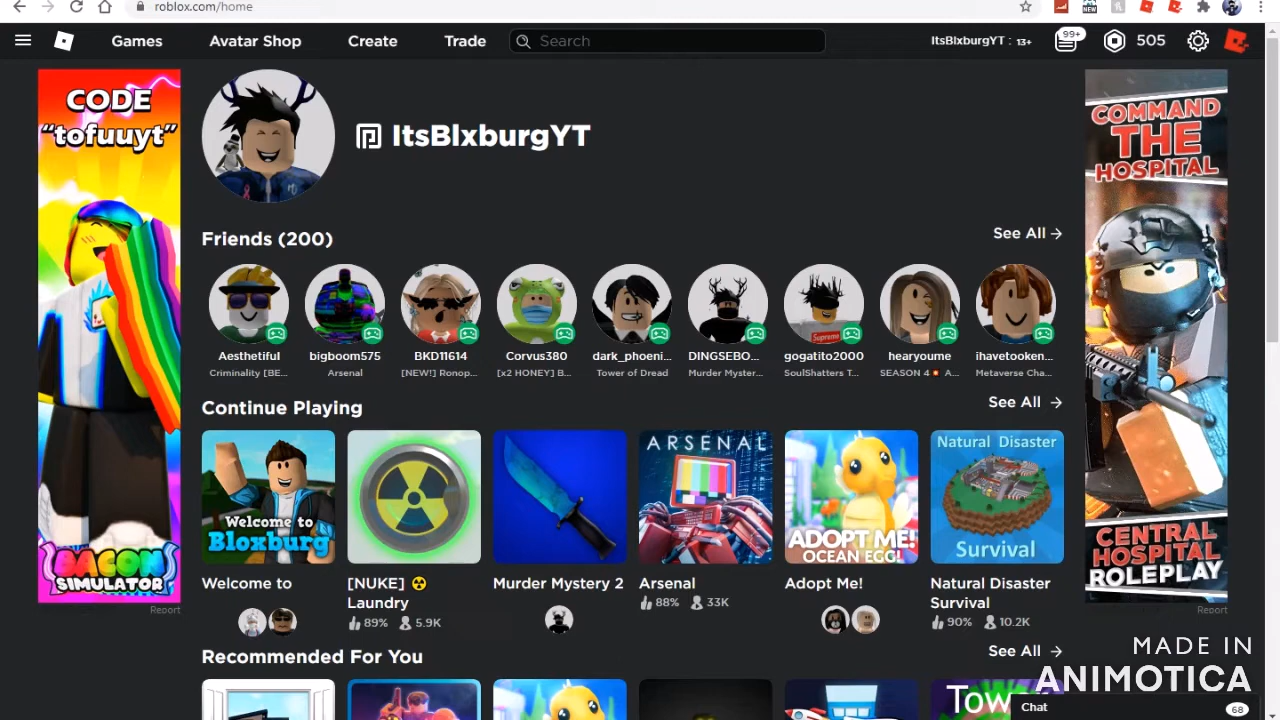 roblox.com/home
NEW
Games
Avatar Shop
Create
Trade
Search
ItsBlxburgYT : 13+
99+
505
CODE
"tofuuyt"
BACON
SIMULATOR
Report
ItsBlxburgYT
Friends (200)
See All →
Aesthetiful
Criminality [BE...
bigboom575
Arsenal
BKD11614
[NEW!] Ronop...
Corvus380
[x2 HONEY] B...
dark_phoeni...
Tower of Dread
DINGSEBO...
Murder Myster...
Supreme
gogatito2000
SoulShatters T...
hearyoume
SEASON 4 💥 A...
ihavetooken...
Metaverse Cha...
Continue Playing
See All →
Welcome to
Bloxburg
Welcome to
[NUKE] ☢
Laundry
89% 5.9K
Murder Mystery 2
ARSENAL
Arsenal
88% 33K
ADOPT ME!
OCEAN EGG!
Adopt Me!
Natural Disaster
Survival
Natural Disaster
Survival
90% 10.2K
Recommended For You
See All →
COMMAND
THE
HOSPITAL
CENTRAL
HOSPITAL
ROLEPLAY
Report
MADE IN
ANIMOTICA
Chat
68